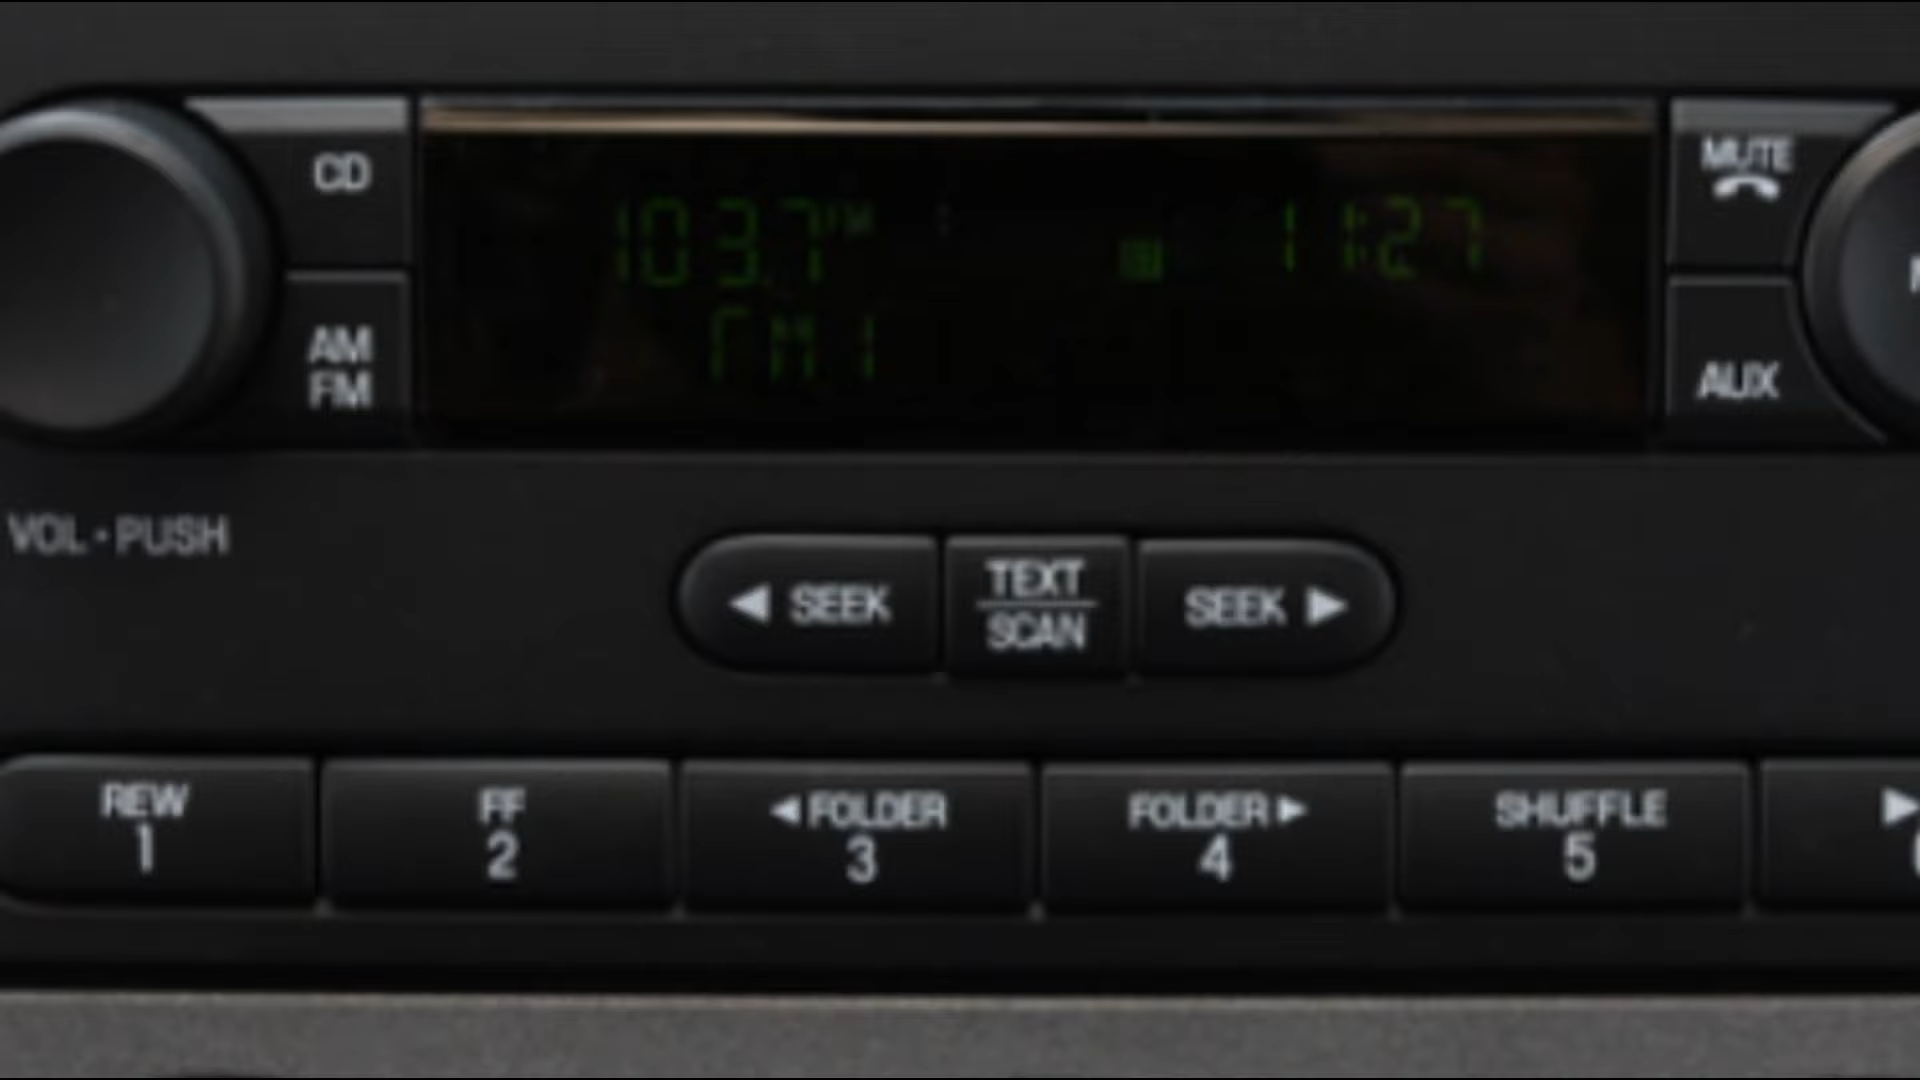 CD
103.7 FM
11:27
MUTE
AM
FM
FM1
AUX
VOL • PUSH
◀ SEEK
TEXT
SCAN
SEEK ▶
REW
1
FF
2
◀ FOLDER
3
FOLDER ▶
4
SHUFFLE
5